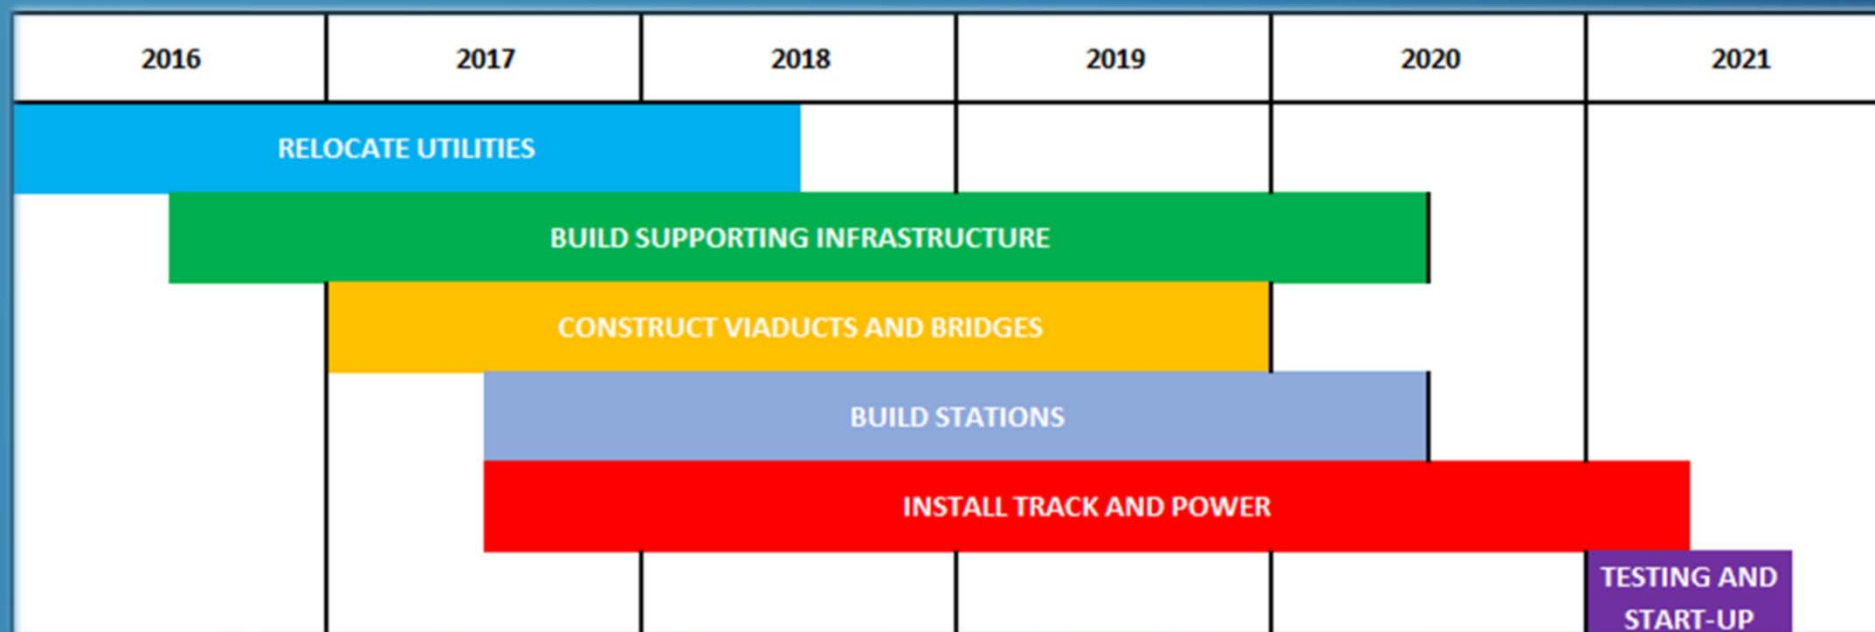 2016 2017 2018 2019 2020 2021
RELOCATE UTILITIES
BUILD SUPPORTING INFRASTRUCTURE
CONSTRUCT VIADUCTS AND BRIDGES
BUILD STATIONS
INSTALL TRACK AND POWER
TESTING AND
START-UP